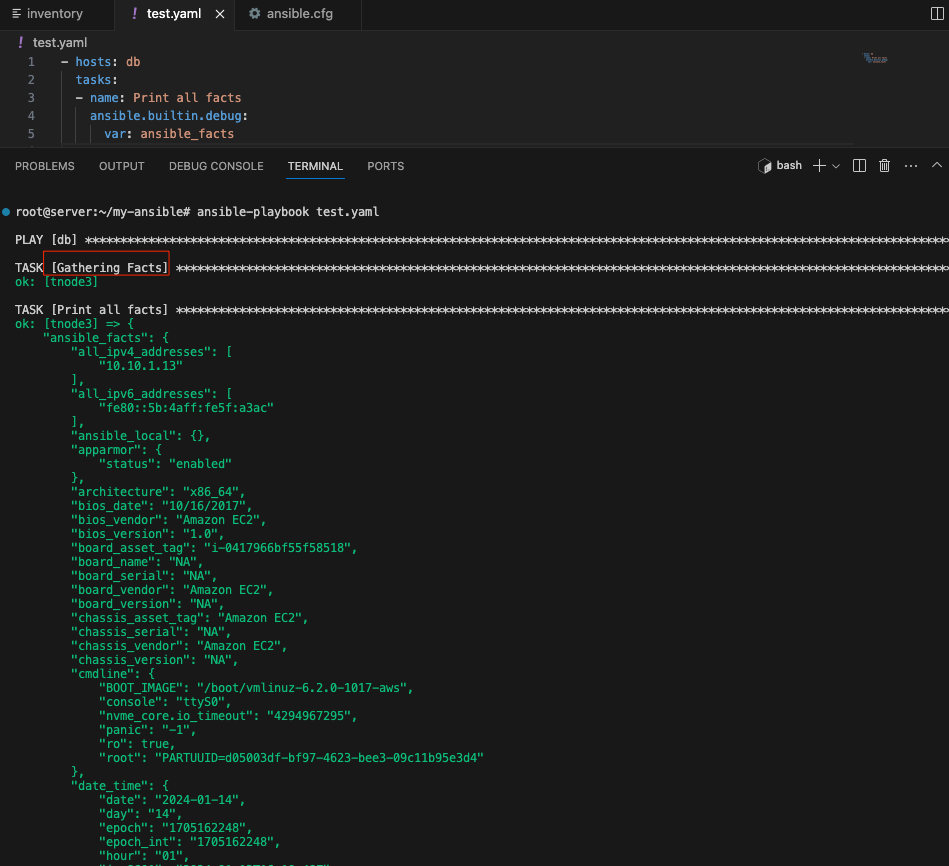 inventory
! test.yaml ×
ansible.cfg
! test.yaml
1 - hosts: db
2 tasks:
3 - name: Print all facts
4 ansible.builtin.debug:
5 var: ansible_facts
PROBLEMS OUTPUT DEBUG CONSOLE TERMINAL PORTS
bash
root@server:~/my-ansible# ansible-playbook test.yaml
PLAY [db] ************************************************************************************************************************
TASK [Gathering Facts] ***********************************************************************************************************
ok: [tnode3]
TASK [Print all facts] ***********************************************************************************************************
ok: [tnode3] => {
"ansible_facts": {
"all_ipv4_addresses": [
"10.10.1.13"
],
"all_ipv6_addresses": [
"fe80::5b:4aff:fe5f:a3ac"
],
"ansible_local": {},
"apparmor": {
"status": "enabled"
},
"architecture": "x86_64",
"bios_date": "10/16/2017",
"bios_vendor": "Amazon EC2",
"bios_version": "1.0",
"board_asset_tag": "i-0417966bf55f58518",
"board_name": "NA",
"board_serial": "NA",
"board_vendor": "Amazon EC2",
"board_version": "NA",
"chassis_asset_tag": "Amazon EC2",
"chassis_serial": "NA",
"chassis_vendor": "Amazon EC2",
"chassis_version": "NA",
"cmdline": {
"BOOT_IMAGE": "/boot/vmlinuz-6.2.0-1017-aws",
"console": "ttyS0",
"nvme_core.io_timeout": "4294967295",
"panic": "-1",
"ro": true,
"root": "PARTUUID=d05003df-bf97-4623-bee3-09c11b95e3d4"
},
"date_time": {
"date": "2024-01-14",
"day": "14",
"epoch": "1705162248",
"epoch_int": "1705162248",
"hour": "01",